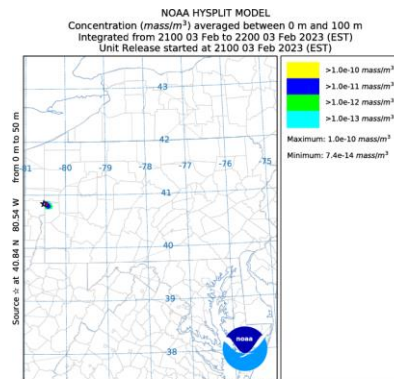 NOAA HYSPLIT MODEL
Concentration (mass/m³) averaged between 0 m and 100 m
Integrated from 2100 03 Feb to 2200 03 Feb 2023 (EST)
Unit Release started at 2100 03 Feb 2023 (EST)
>1.0e-10 mass/m³
>1.0e-11 mass/m³
>1.0e-12 mass/m³
>1.0e-13 mass/m³
Maximum: 1.0e-10 mass/m³
Minimum: 7.4e-14 mass/m³
Source ☆ at 40.84 N 80.54 W from 0 m to 50 m
43
42
-81 -80 -79 -78 -77 -76 -75
41
40
39
38
noaa